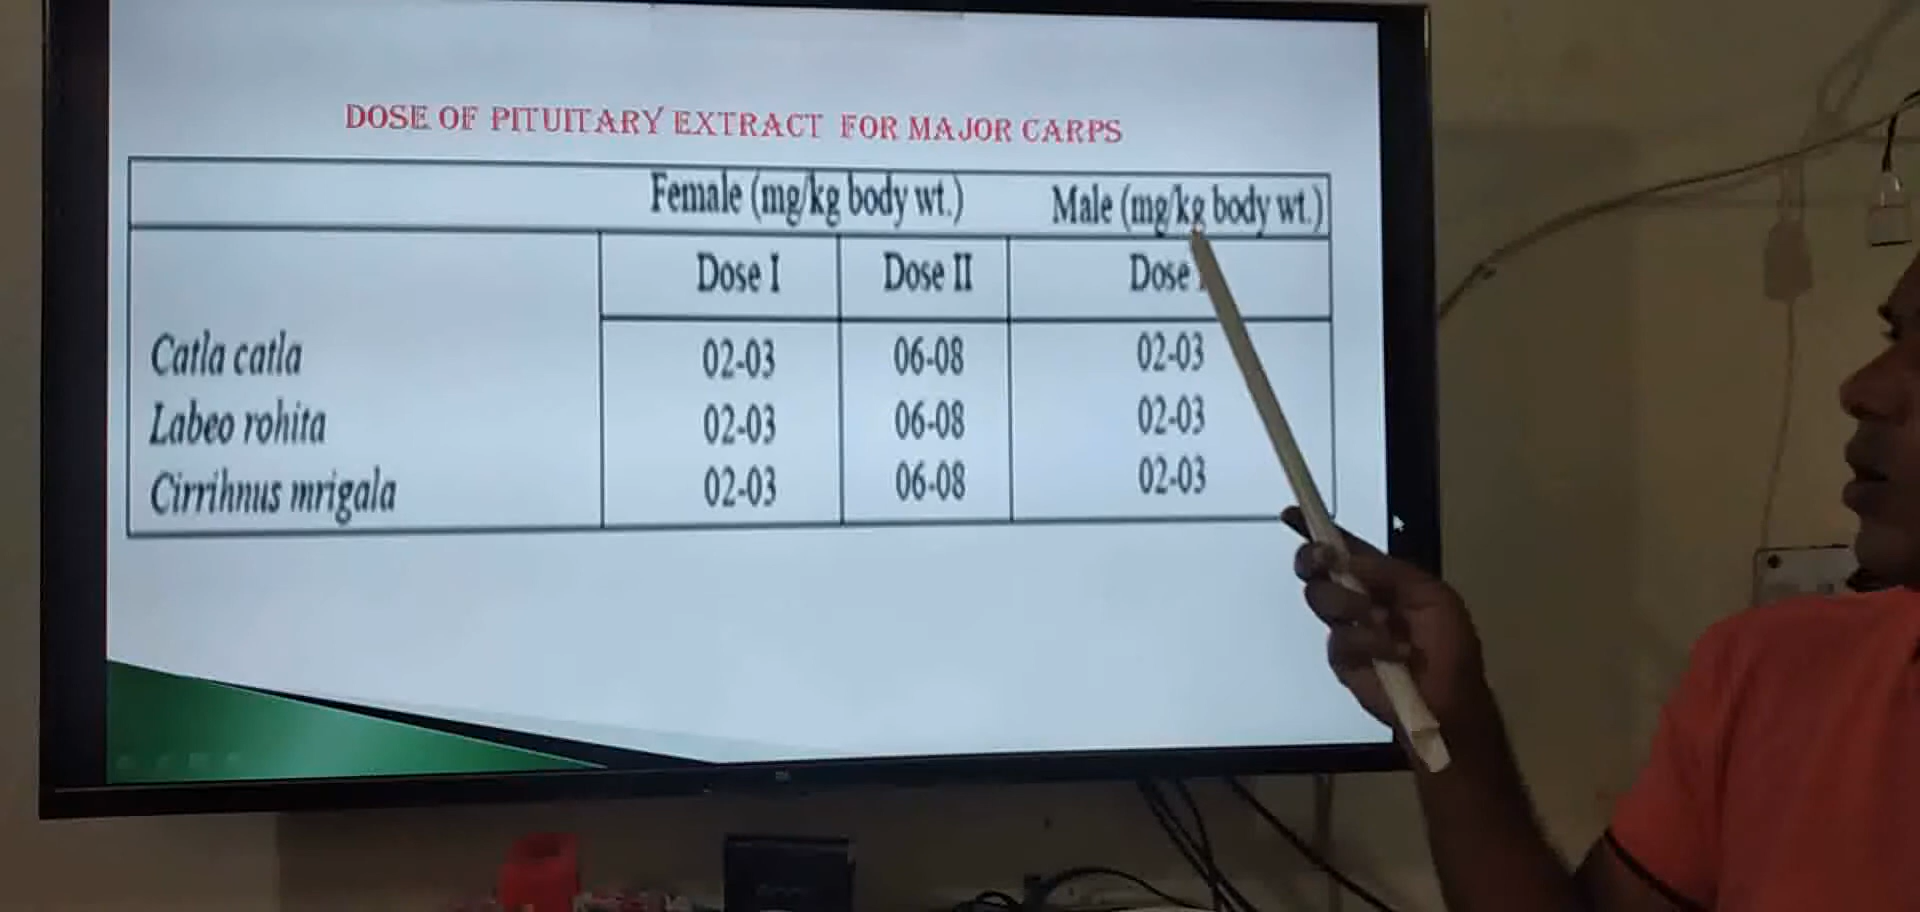 DOSE OF PITUITARY EXTRACT FOR MAJOR CARPS
Female (mg/kg body wt.) Male (mg/kg body wt.)
Dose I Dose II Dose
Catla catla 02-03 06-08 02-03
Labeo rohita 02-03 06-08 02-03
Cirrihnus mrigala 02-03 06-08 02-03